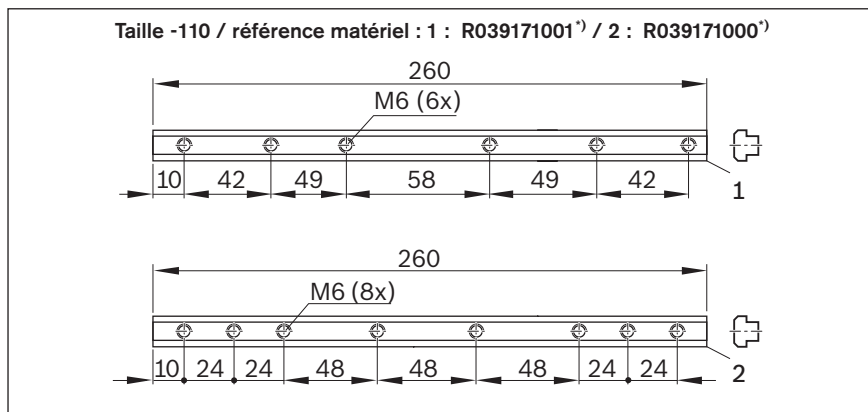 Taille -110 / référence matériel : 1 : R039171001*) / 2 : R039171000*)
260
M6 (6x)
10 42 49 58 49 42
1
260
M6 (8x)
10 24 24 48 48 48 24 24
2